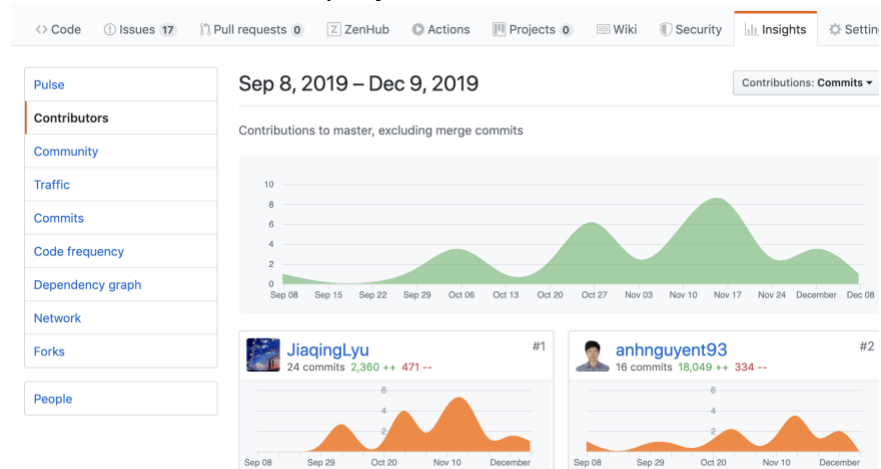 Code Issues 17 Pull requests 0 ZenHub Actions Projects 0 Wiki Security Insights Settin
Pulse
Contributors
Community
Traffic
Commits
Code frequency
Dependency graph
Network
Forks
People
Sep 8, 2019 – Dec 9, 2019
Contributions: Commits
Contributions to master, excluding merge commits
10
8
6
4
2
0
Sep 08 Sep 15 Sep 22 Sep 29 Oct 06 Oct 13 Oct 20 Oct 27 Nov 03 Nov 10 Nov 17 Nov 24 December Dec 08
JiaqingLyu #1
24 commits 2,360 ++ 471 --
6
4
2
Sep 08 Sep 29 Oct 20 Nov 10 December
anhnguyent93 #2
16 commits 18,049 ++ 334 --
6
4
2
Sep 08 Sep 29 Oct 20 Nov 10 December